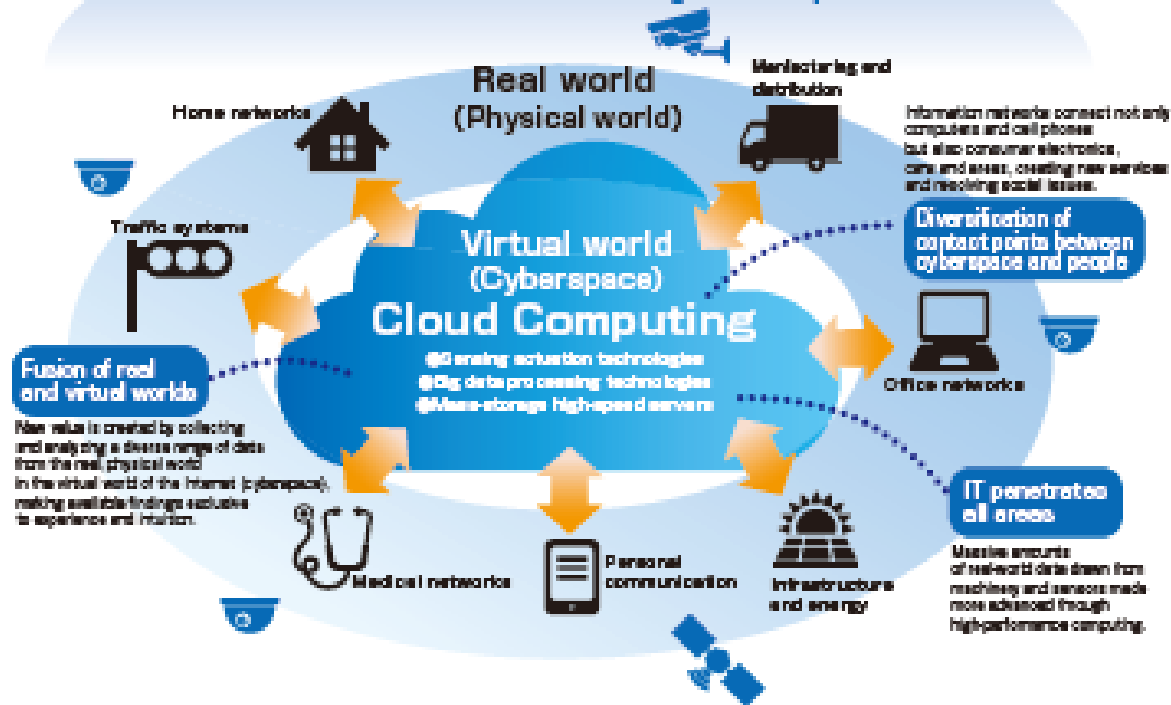 Real world
(Physical world)
Manfacturing and
distribution
Home networks
Information networks connect not only
computers and cell phones
but also consumer electronics,
cars and areas, creating new services
and resolving social issues.
Diversification of
contact points between
cyberspace and people
Traffic systems
Virtual world
(Cyberspace)
Cloud Computing
●Sensing actuation technologies
●Big data processing technologies
●Mass-storage high-speed servers
Office networks
Fusion of real
and virtual worlds
New value is created by collecting
and analyzing a diverse range of data
from the real, physical world
in the virtual world of the Internet (cyberspace),
making available findings exclusive
to experience and intuition.
IT penetrates
all areas
Massive amounts
of real-world data drawn from
machinery and sensors made
more advanced through
high-performance computing.
Medical networks
Personal
communication
Infrastructure
and energy